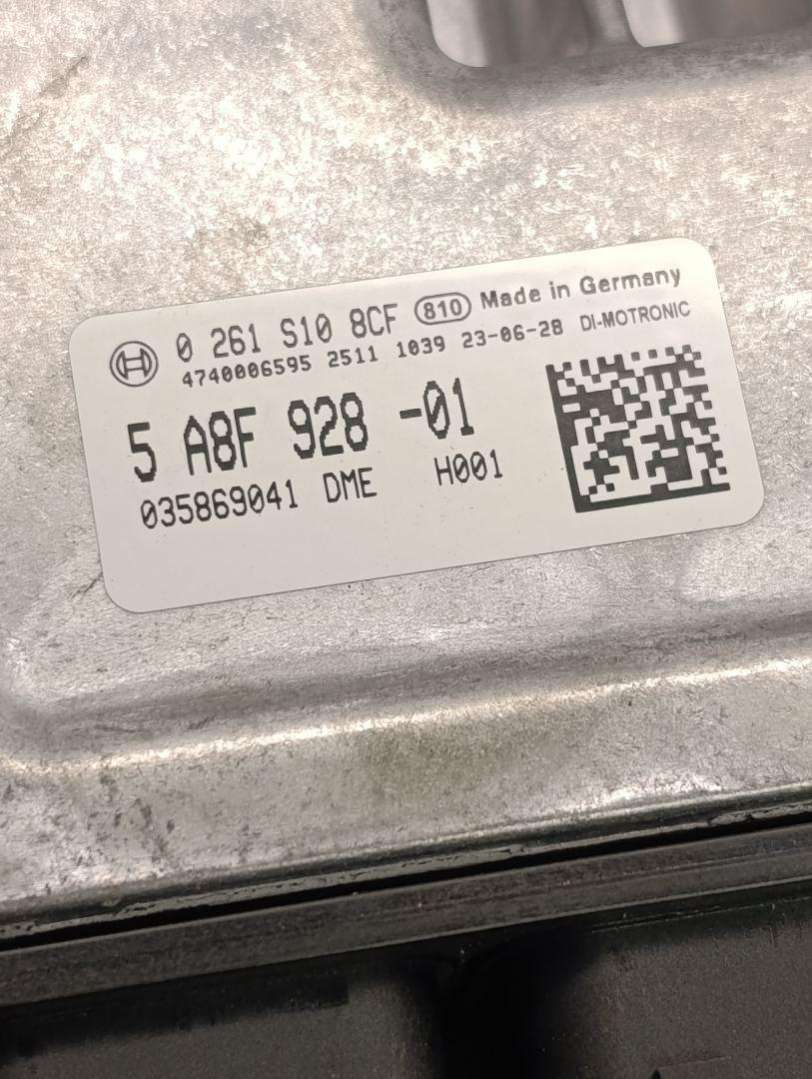 0 261 S10 8CF 810 Made in Germany
4740006595 2511 1039 23-06-28 DI-MOTRONIC
5 A8F 928 -01
035869041 DME H001